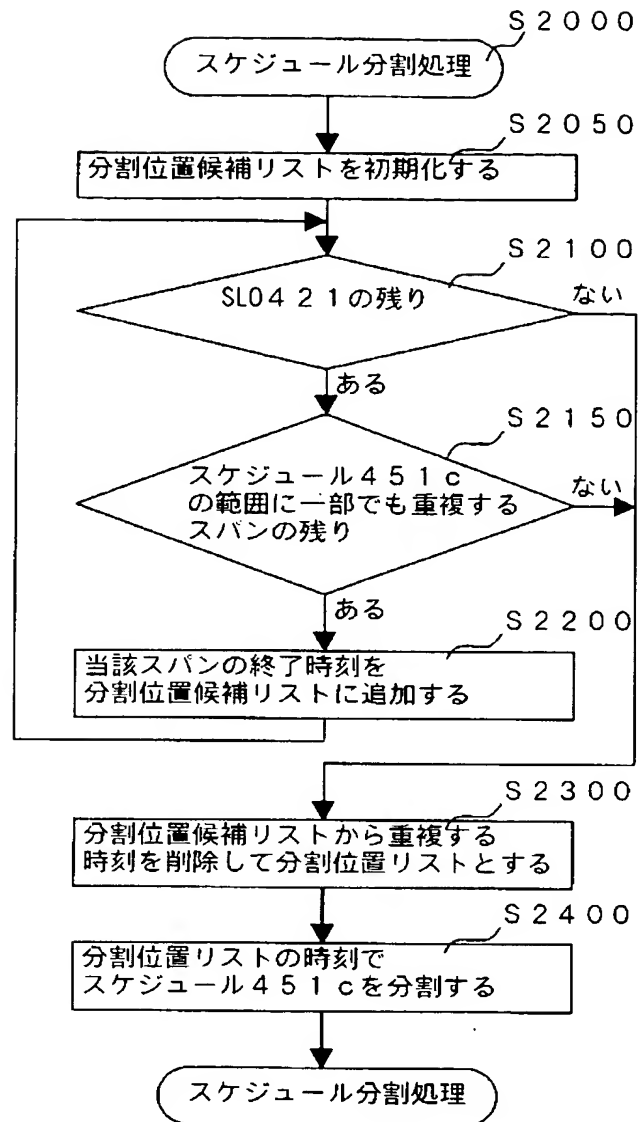 S2000
スケジュール分割処理
S2050
分割位置候補リストを初期化する
S2100
SLO421の残り
ない
ある
S2150
スケジュール451c
の範囲に一部でも重複する
スパンの残り
ない
ある
S2200
当該スパンの終了時刻を
分割位置候補リストに追加する
S2300
分割位置候補リストから重複する
時刻を削除して分割位置リストとする
S2400
分割位置リストの時刻で
スケジュール451cを分割する
スケジュール分割処理